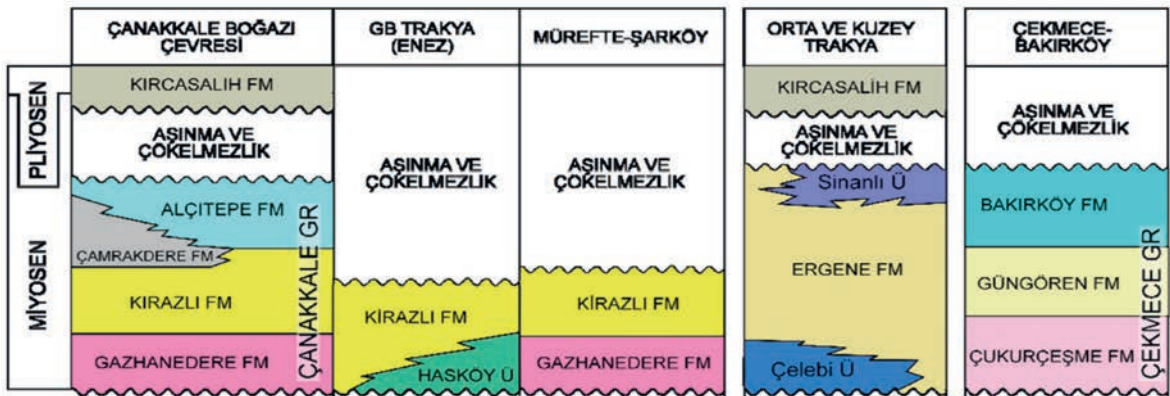 ÇANAKKALE BOĞAZI
ÇEVRESİ
GB TRAKYA
(ENEZ)
MÜREFTE-ŞARKÖY
ORTA VE KUZEY
TRAKYA
ÇEKMECE-
BAKIRKÖY
PLİYOSEN
MİYOSEN
KIRCASALIH FM
AŞINMA VE
ÇÖKELMEZLİK
ALÇITEPE FM
ÇAMRAKDERE FM
KIRAZLI FM
GAZHANEDERE FM
ÇANAKKALE GR
AŞINMA VE
ÇÖKELMEZLİK
KİRAZLI FM
HASKÖY Ü
AŞINMA VE
ÇÖKELMEZLİK
KİRAZLI FM
GAZHANEDERE FM
KIRCASALİH FM
AŞINMA VE
ÇÖKELMEZLİK
Sinanlı Ü
ERGENE FM
Çelebi Ü
AŞINMA VE
ÇÖKELMEZLİK
BAKIRKÖY FM
GÜNGÖREN FM
ÇUKURÇEŞME FM
ÇEKMECE GR